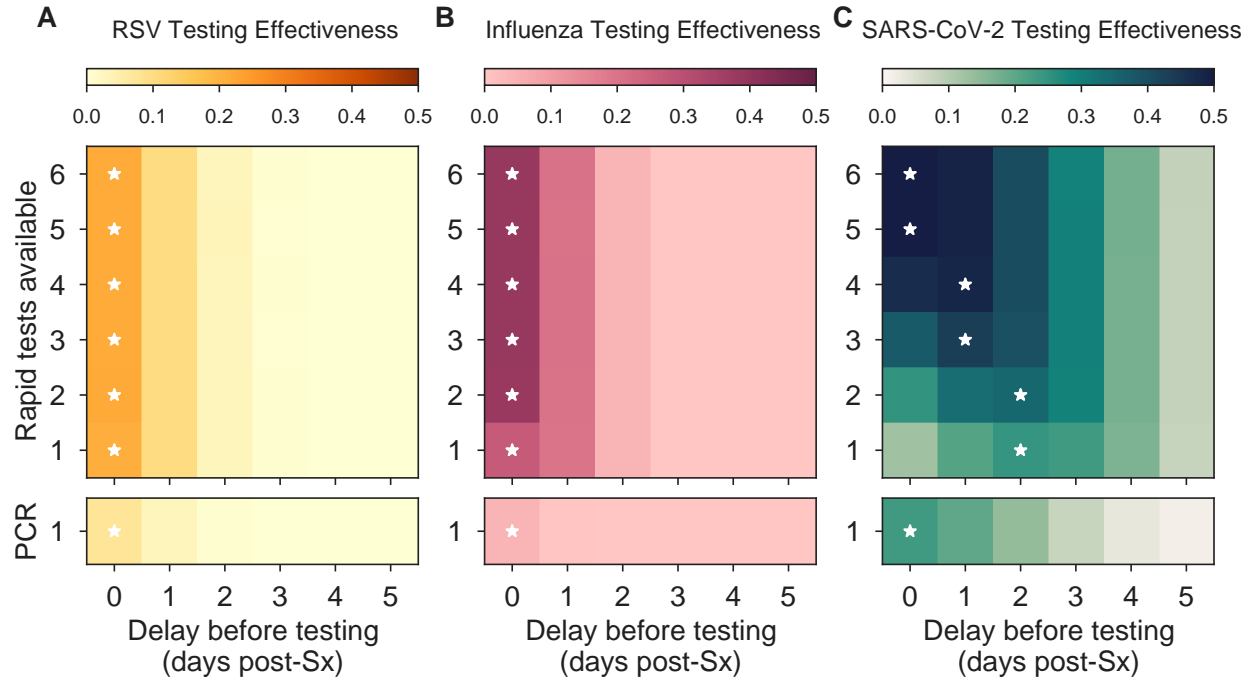 A
RSV Testing Effectiveness
0.0 0.1 0.2 0.3 0.4 0.5
Rapid tests available
6
5
4
3
2
1
PCR
1
0 1 2 3 4 5
Delay before testing
(days post-Sx)
B
Influenza Testing Effectiveness
0.0 0.1 0.2 0.3 0.4 0.5
6
5
4
3
2
1
1
0 1 2 3 4 5
Delay before testing
(days post-Sx)
C
SARS-CoV-2 Testing Effectiveness
0.0 0.1 0.2 0.3 0.4 0.5
6
5
4
3
2
1
1
0 1 2 3 4 5
Delay before testing
(days post-Sx)